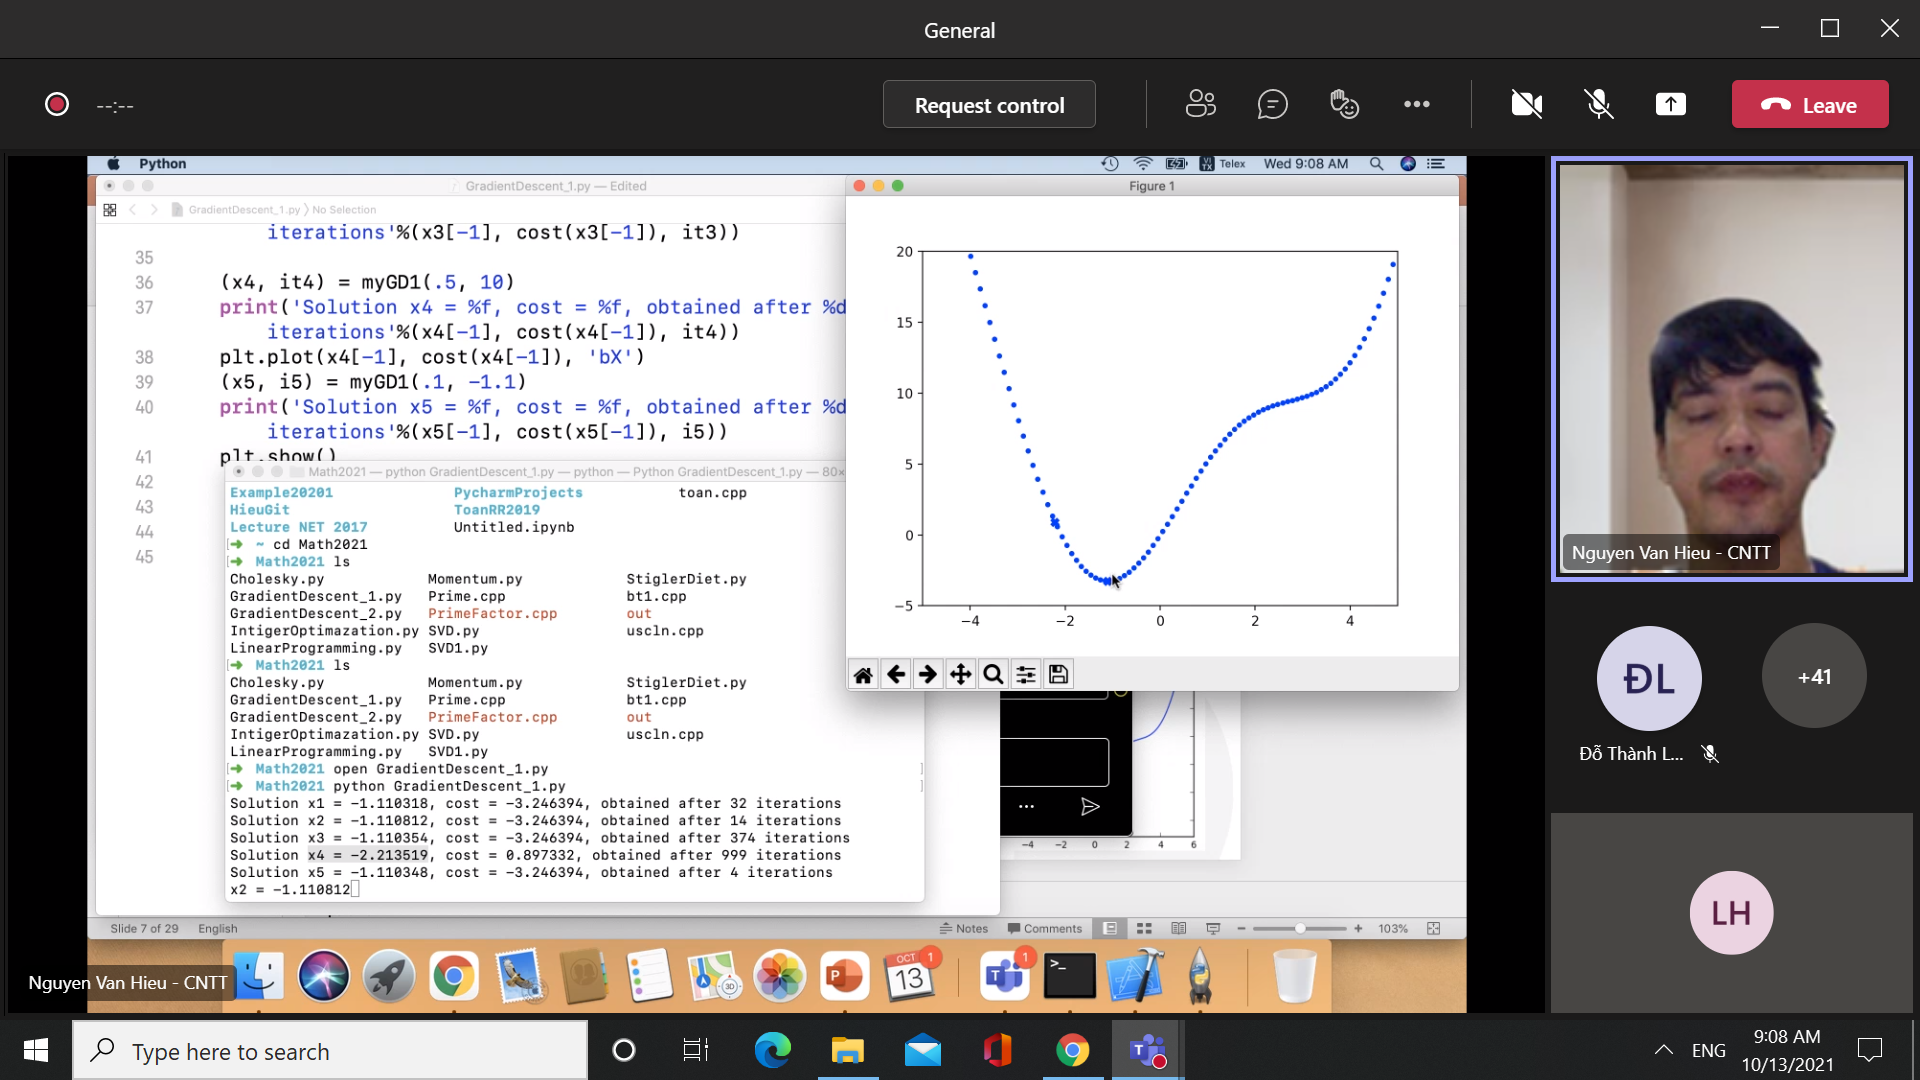 General
--:--
Request control
Leave
Python
VI
TX
Telex
Wed 9:08 AM
GradientDescent_1.py — Edited
GradientDescent_1.py
No Selection
iterations'%(x3[-1], cost(x3[-1]), it3))
35
36 (x4, it4) = myGD1(.5, 10)
37 print('Solution x4 = %f, cost = %f, obtained after %d
iterations'%(x4[-1], cost(x4[-1]), it4))
38 plt.plot(x4[-1], cost(x4[-1]), 'bX')
39 (x5, i5) = myGD1(.1, -1.1)
40 print('Solution x5 = %f, cost = %f, obtained after %d
iterations'%(x5[-1], cost(x5[-1]), i5))
41 plt.show()
42
43
44
45
Math2021 — python GradientDescent_1.py — python — Python GradientDescent_1.py — 80×
Example20201 PycharmProjects toan.cpp
HieuGit ToanRR2019
Lecture NET 2017 Untitled.ipynb
~ cd Math2021
Math2021 ls
Cholesky.py Momentum.py StiglerDiet.py
GradientDescent_1.py Prime.cpp bt1.cpp
GradientDescent_2.py PrimeFactor.cpp out
IntigerOptimazation.py SVD.py uscln.cpp
LinearProgramming.py SVD1.py
Math2021 ls
Cholesky.py Momentum.py StiglerDiet.py
GradientDescent_1.py Prime.cpp bt1.cpp
GradientDescent_2.py PrimeFactor.cpp out
IntigerOptimazation.py SVD.py uscln.cpp
LinearProgramming.py SVD1.py
Math2021 open GradientDescent_1.py
Math2021 python GradientDescent_1.py
Solution x1 = -1.110318, cost = -3.246394, obtained after 32 iterations
Solution x2 = -1.110812, cost = -3.246394, obtained after 14 iterations
Solution x3 = -1.110354, cost = -3.246394, obtained after 374 iterations
Solution x4 = -2.213519, cost = 0.897332, obtained after 999 iterations
Solution x5 = -1.110348, cost = -3.246394, obtained after 4 iterations
x2 = -1.110812
Figure 1
20
15
10
5
0
−5
−4 −2 0 2 4
−4 −2 0 2 4 6
Slide 7 of 29 English
Notes Comments 103%
Nguyen Van Hieu - CNTT
OCT
13
1
3D
T
1
>_
P
Nguyen Van Hieu - CNTT
ĐL
+41
Đỗ Thành L...
LH
Type here to search
T
ENG
9:08 AM
10/13/2021